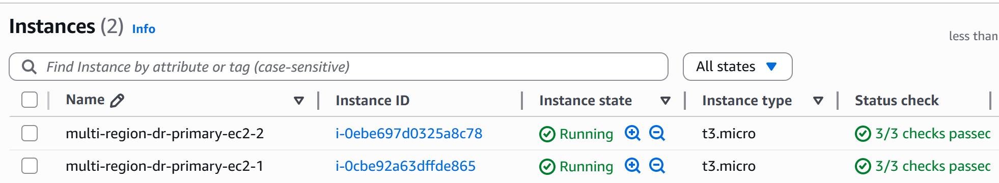 Instances (2) Info
less than
Find Instance by attribute or tag (case-sensitive)
All states
Name Instance ID Instance state Instance type Status check
multi-region-dr-primary-ec2-2 i-0ebe697d0325a8c78 Running t3.micro 3/3 checks passed
multi-region-dr-primary-ec2-1 i-0cbe92a63dffde865 Running t3.micro 3/3 checks passed